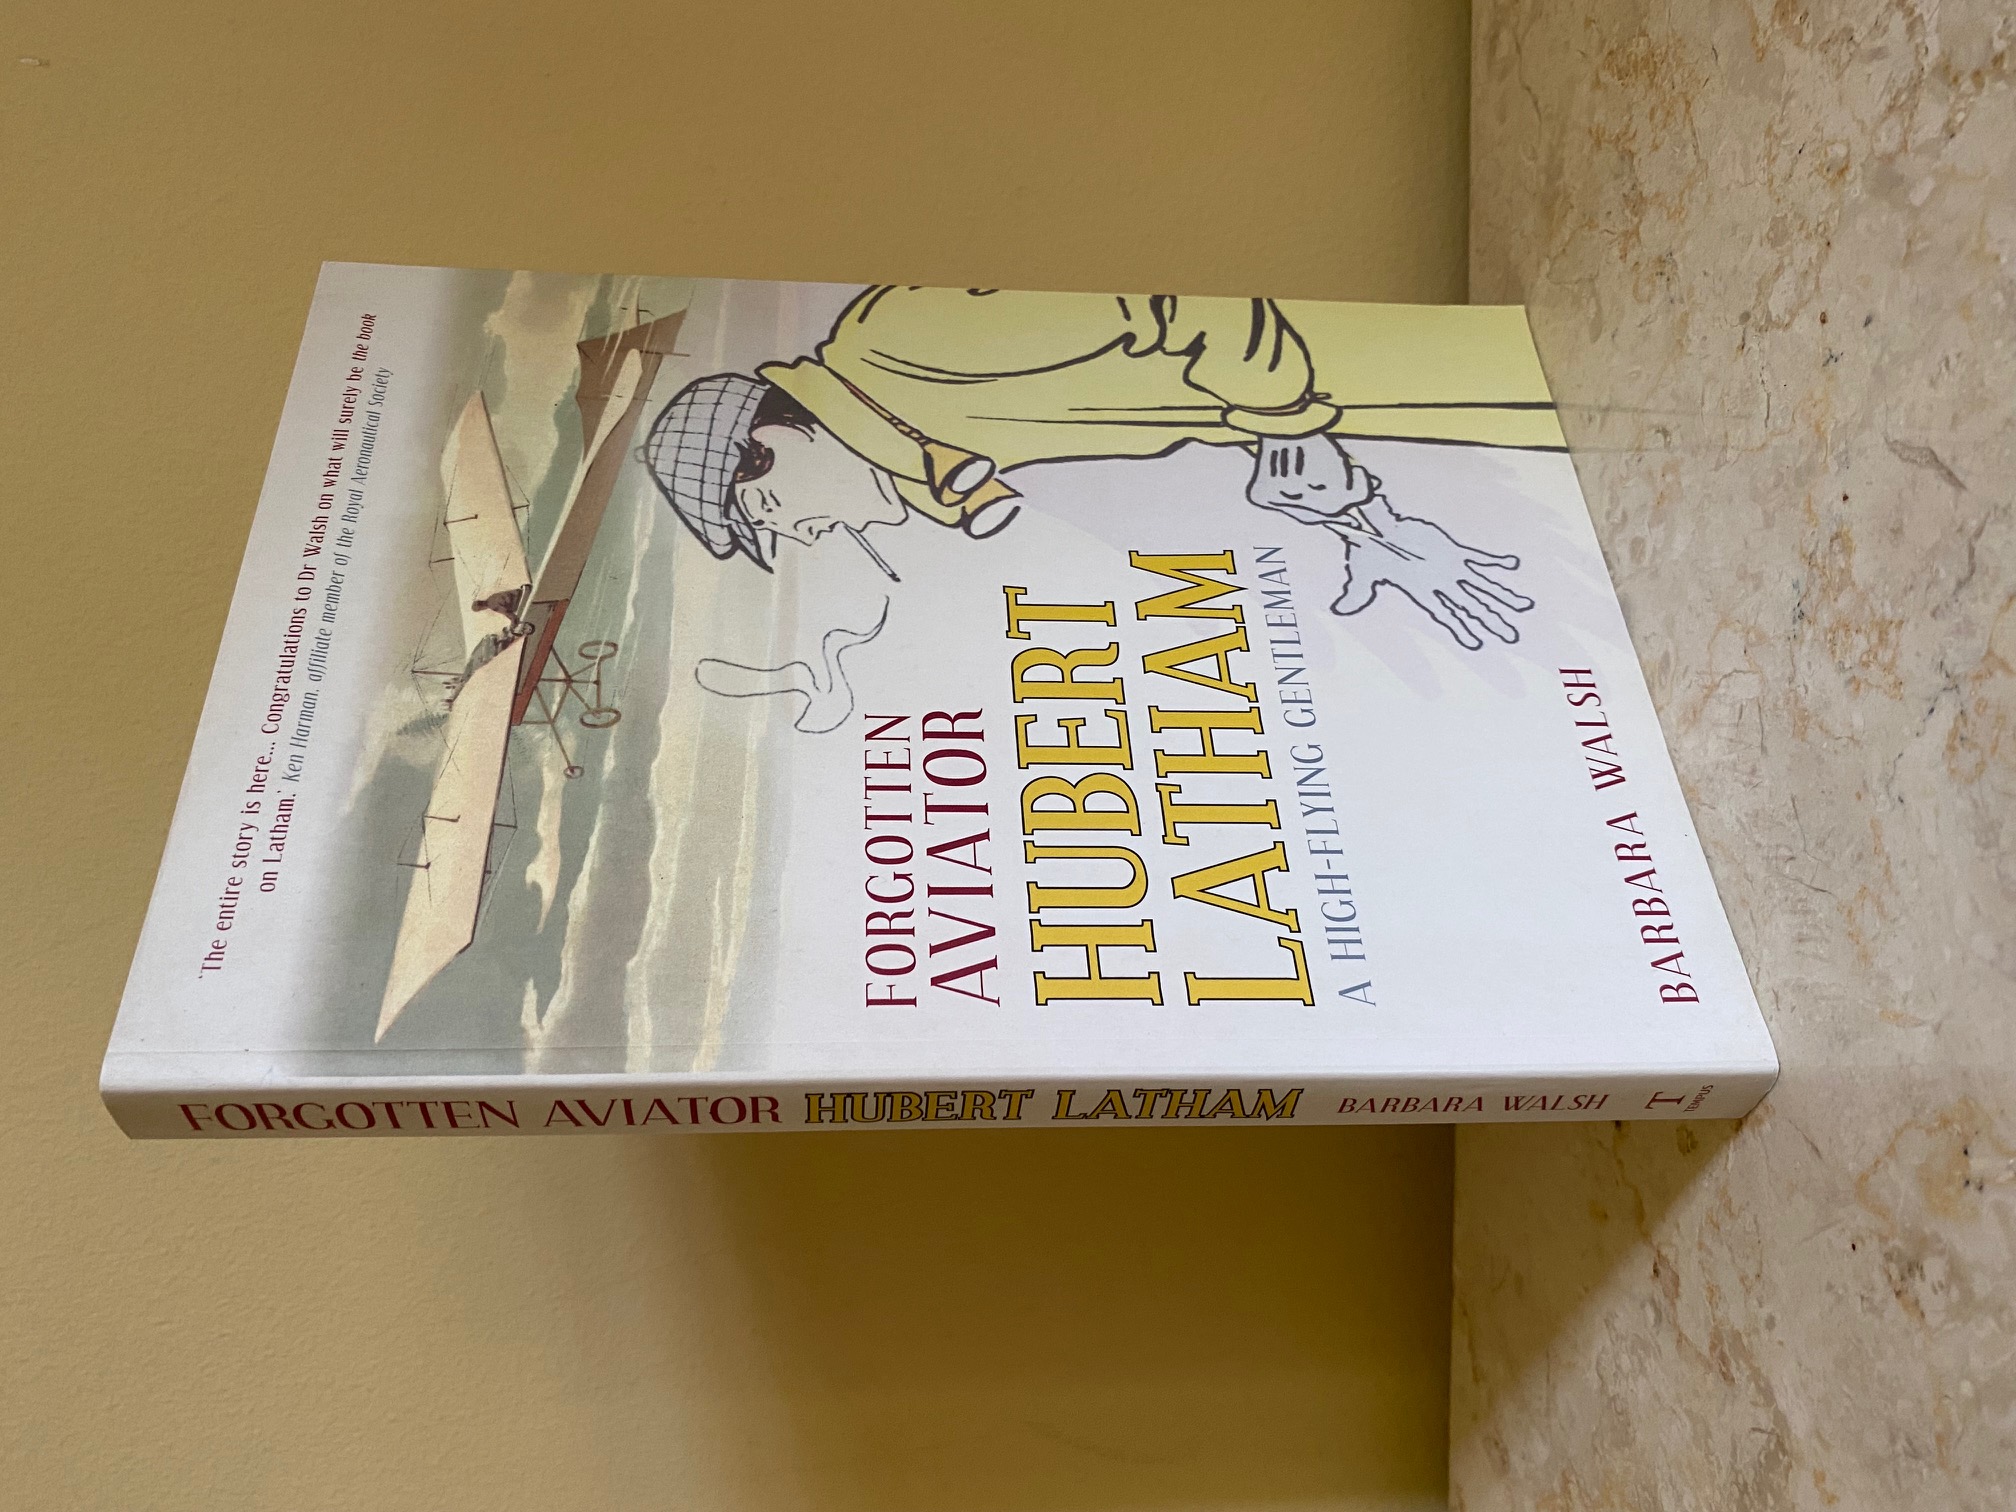 'The entire story is here... Congratulations to Dr Walsh on what will surely be the book
on Latham.' Ken Harman, affiliate member of the Royal Aeronautical Society
FORGOTTEN
AVIATOR
HUBERT
LATHAM
A HIGH-FLYING GENTLEMAN
BARBARA WALSH
FORGOTTEN AVIATOR HUBERT LATHAM BARBARA WALSH T TEMPUS